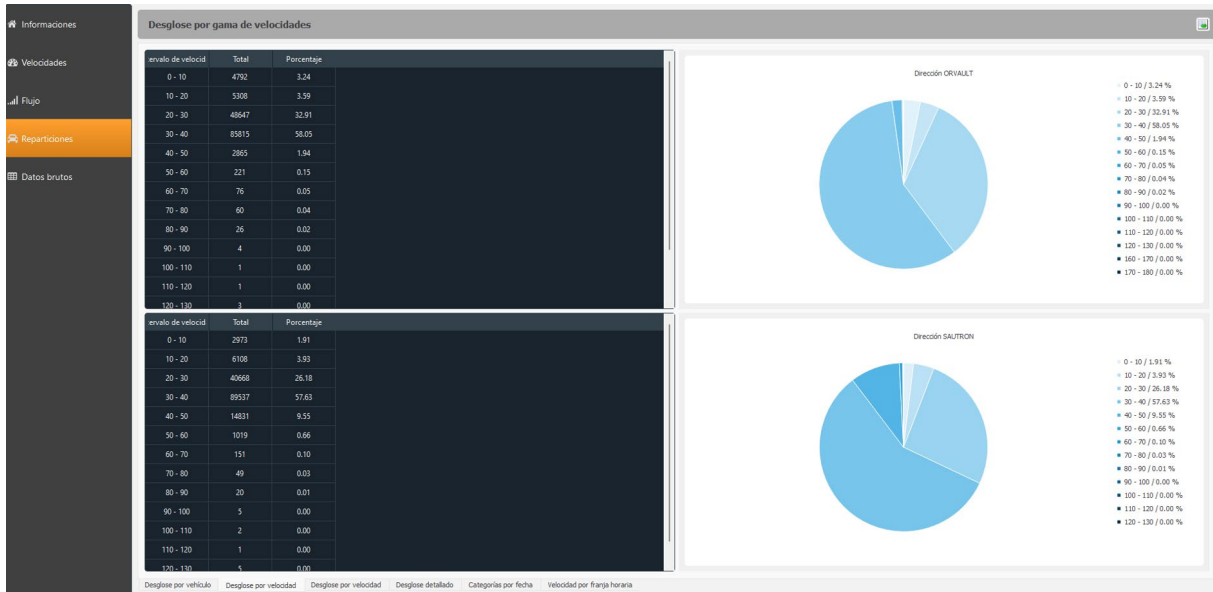 Informaciones
Velocidades
Flujo
Reparticiones
Datos brutos
Desglose por gama de velocidades
ervalo de velocid Total Porcentaje
0 - 10 4792 3.24
10 - 20 5308 3.59
20 - 30 48647 32.91
30 - 40 85815 58.05
40 - 50 2865 1.94
50 - 60 221 0.15
60 - 70 76 0.05
70 - 80 60 0.04
80 - 90 26 0.02
90 - 100 4 0.00
100 - 110 1 0.00
110 - 120 1 0.00
120 - 130 3 0.00
Dirección ORVAULT
0 - 10 / 3.24 %
10 - 20 / 3.59 %
20 - 30 / 32.91 %
30 - 40 / 58.05 %
40 - 50 / 1.94 %
50 - 60 / 0.15 %
60 - 70 / 0.05 %
70 - 80 / 0.04 %
80 - 90 / 0.02 %
90 - 100 / 0.00 %
100 - 110 / 0.00 %
110 - 120 / 0.00 %
120 - 130 / 0.00 %
160 - 170 / 0.00 %
170 - 180 / 0.00 %
ervalo de velocid Total Porcentaje
0 - 10 2973 1.91
10 - 20 6108 3.93
20 - 30 40668 26.18
30 - 40 89537 57.63
40 - 50 14831 9.55
50 - 60 1019 0.66
60 - 70 151 0.10
70 - 80 49 0.03
80 - 90 20 0.01
90 - 100 5 0.00
100 - 110 2 0.00
110 - 120 1 0.00
120 - 130 5 0.00
Dirección SAUTRON
0 - 10 / 1.91 %
10 - 20 / 3.93 %
20 - 30 / 26.18 %
30 - 40 / 57.63 %
40 - 50 / 9.55 %
50 - 60 / 0.66 %
60 - 70 / 0.10 %
70 - 80 / 0.03 %
80 - 90 / 0.01 %
90 - 100 / 0.00 %
100 - 110 / 0.00 %
110 - 120 / 0.00 %
120 - 130 / 0.00 %
Desglose por vehículo Desglose por velocidad Desglose por velocidad Desglose detallado Categorías por fecha Velocidad por franja horaria